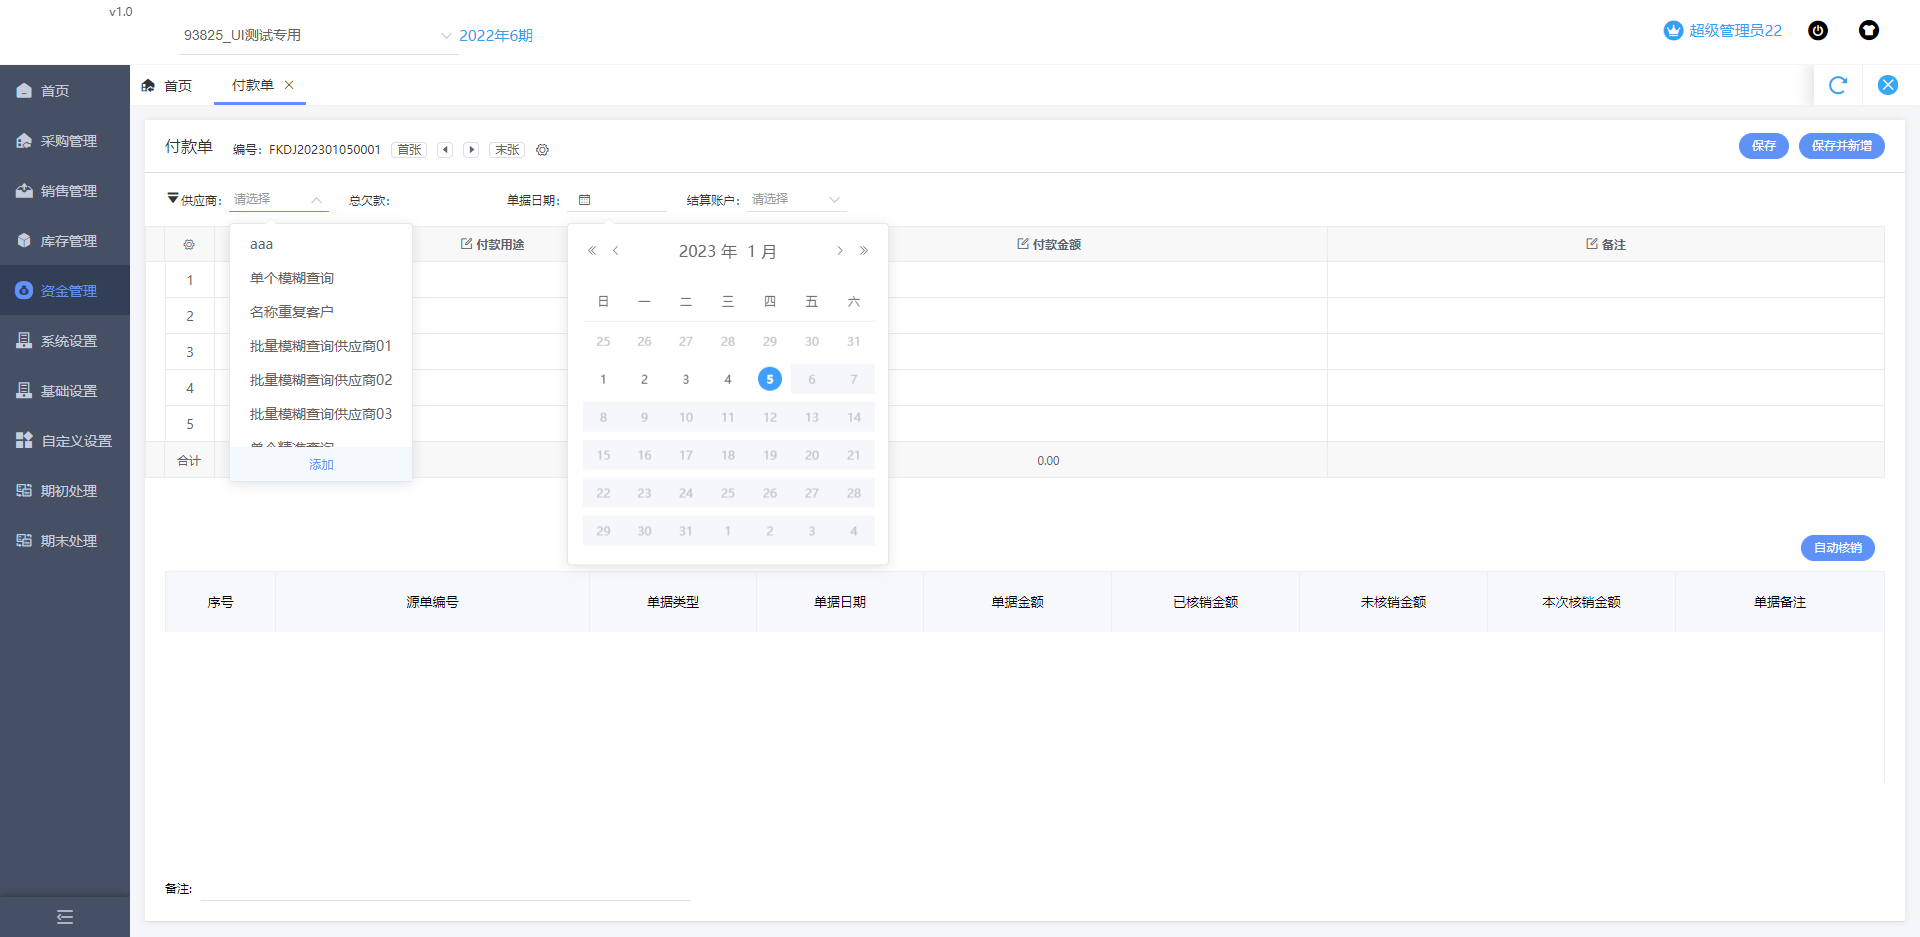 v1.0
93825_UI测试专用 2022年6期 超级管理员22
首页
采购管理
销售管理
库存管理
资金管理
系统设置
基础设置
自定义设置
期初处理
期末处理
首页 付款单
付款单 编号：FKDJ202301050001 首张 末张 保存 保存并新增
供应商： 请选择 总欠款： 单据日期： 结算账户： 请选择
付款用途 付款金额 备注
1
2
3
4
5
合计 0.00
aaa
单个模糊查询
名称重复客户
批量模糊查询供应商01
批量模糊查询供应商02
批量模糊查询供应商03
单个精准查询
添加
2023 年 1 月
日 一 二 三 四 五 六
25 26 27 28 29 30 31
1 2 3 4 5 6 7
8 9 10 11 12 13 14
15 16 17 18 19 20 21
22 23 24 25 26 27 28
29 30 31 1 2 3 4
自动核销
序号 源单编号 单据类型 单据日期 单据金额 已核销金额 未核销金额 本次核销金额 单据备注
备注: